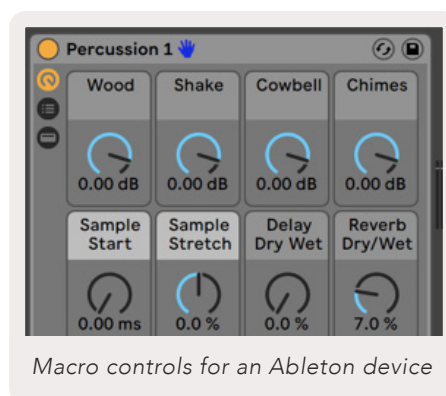 Percussion 1
Wood Shake Cowbell Chimes
0.00 dB 0.00 dB 0.00 dB 0.00 dB
Sample Sample Delay Reverb
Start Stretch Dry Wet Dry/Wet
0.00 ms 0.0 % 0.0 % 7.0 %
Macro controls for an Ableton device